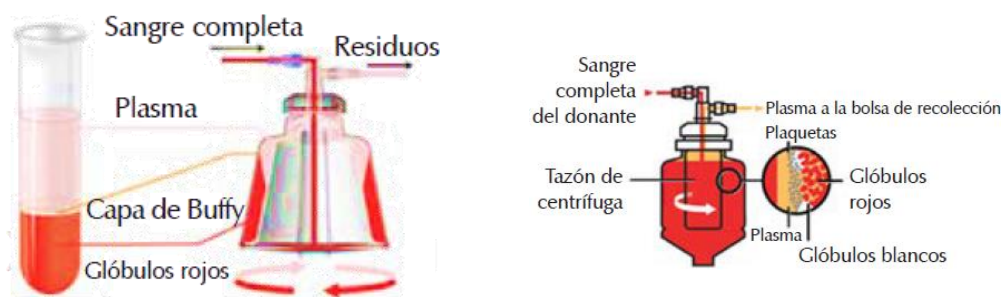 Sangre completa
Residuos
Plasma
Capa de Buffy
Glóbulos rojos
Sangre
completa
del donante
Plasma a la bolsa de recolección
Plaquetas
Tazón de
centrífuga
Glóbulos
rojos
Plasma
Glóbulos blancos